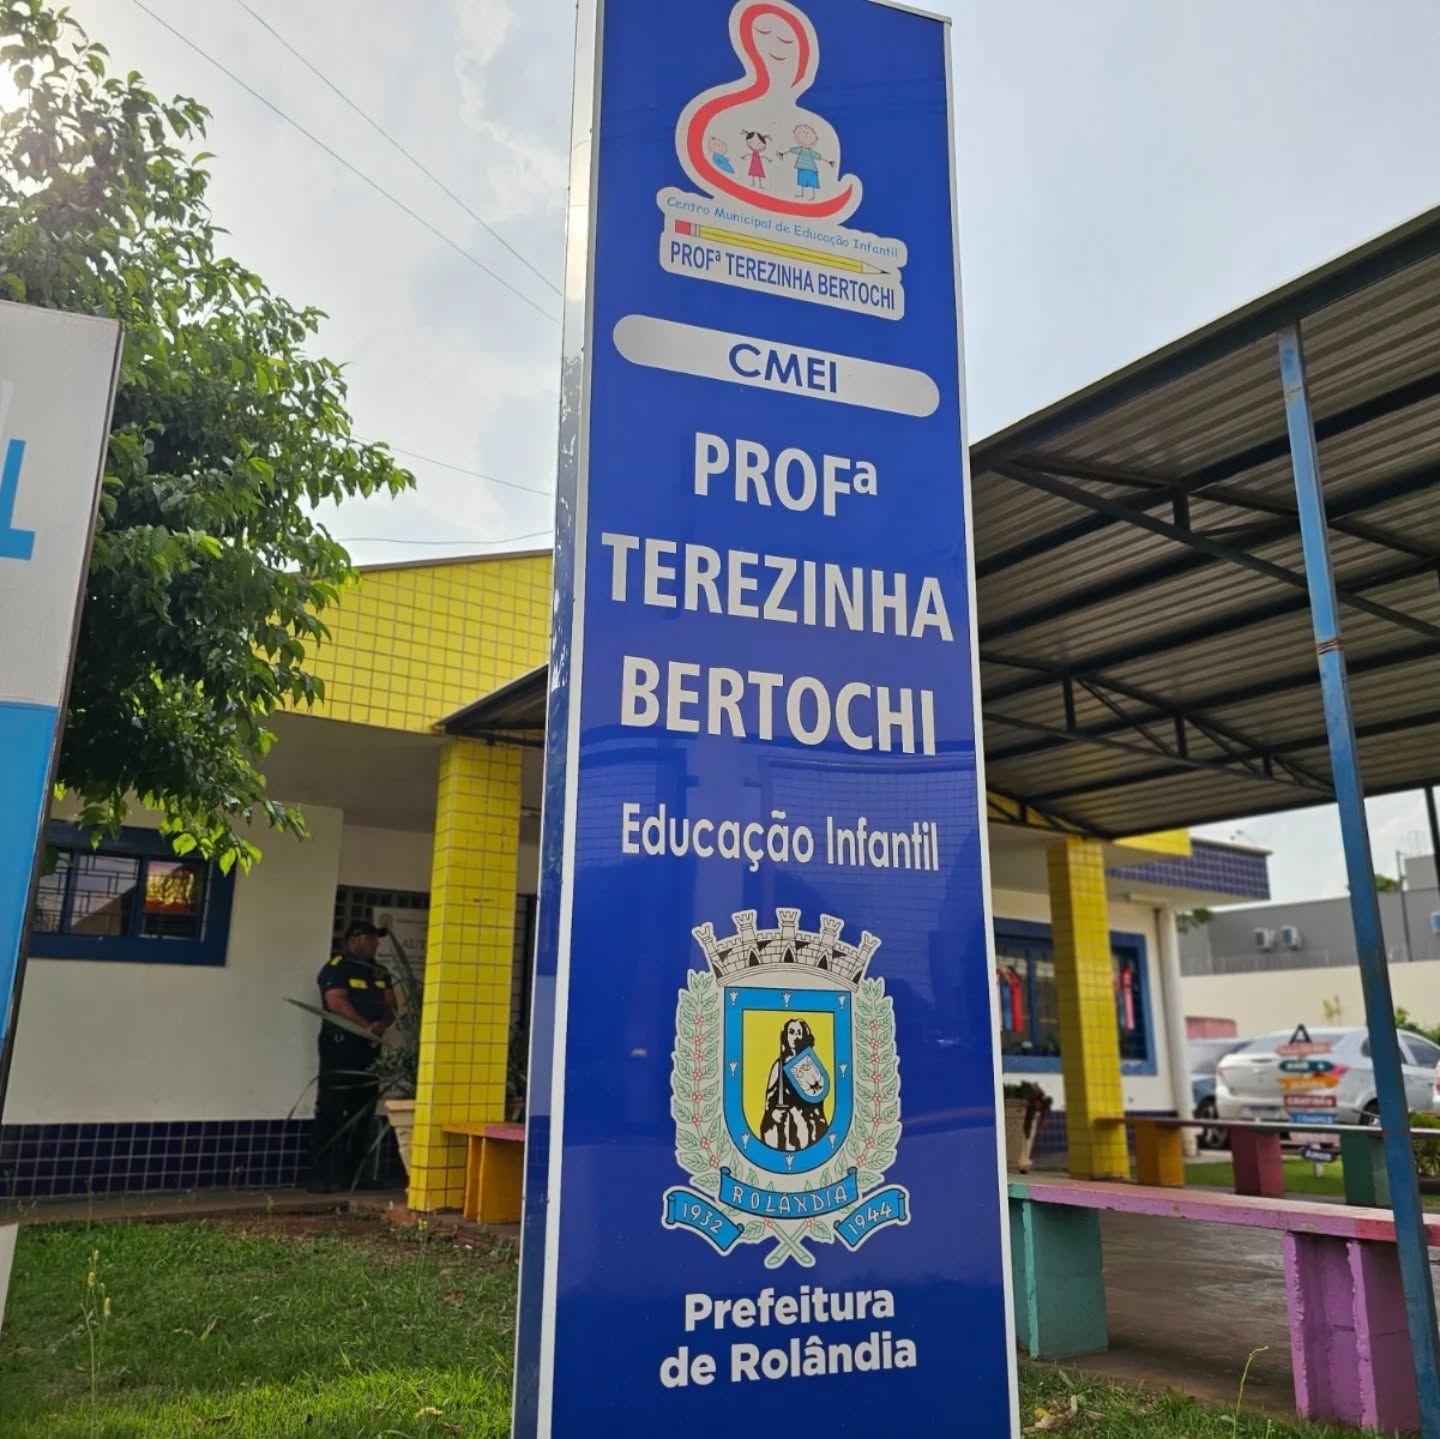 Centro Municipal de Educação Infantil
PROFª TEREZINHA BERTOCHI
CMEI
PROFª
TEREZINHA
BERTOCHI
Educação Infantil
ROLÂNDIA
1932 1944
Prefeitura
de Rolândia